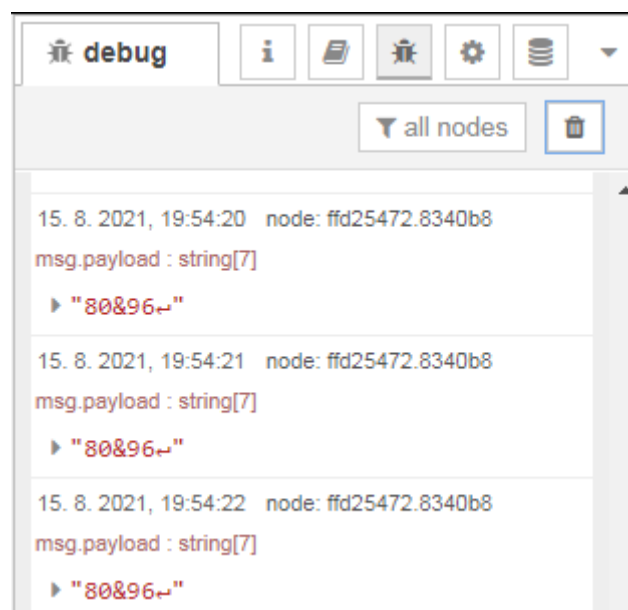 debug
all nodes
15. 8. 2021, 19:54:20 node: ffd25472.8340b8
msg.payload : string[7]
"80&96↵"
15. 8. 2021, 19:54:21 node: ffd25472.8340b8
msg.payload : string[7]
"80&96↵"
15. 8. 2021, 19:54:22 node: ffd25472.8340b8
msg.payload : string[7]
"80&96↵"